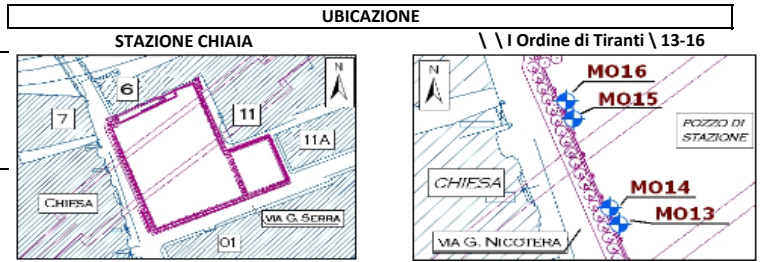 UBICAZIONE
STAZIONE CHIAIA
\ \ I Ordine di Tiranti \ 13-16
N
6
7
11
11A
CHIESA
VIA G. SERRA
01
N
MO16
MO15
POZZO DI
STAZIONE
CHIESA
MO14
MO13
VIA G. NICOTERA